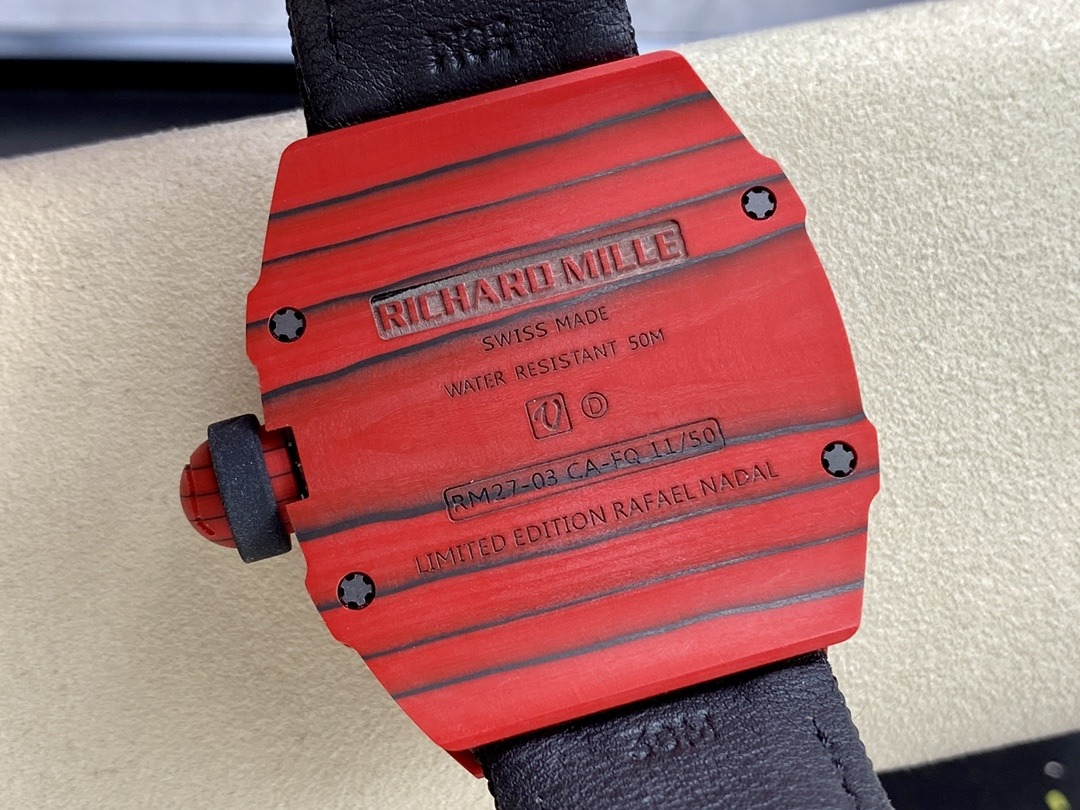 RICHARD MILLE
SWISS MADE
WATER RESISTANT 50M
V D
RM27-03 CA-FQ 11/50
LIMITED EDITION RAFAEL NADAL